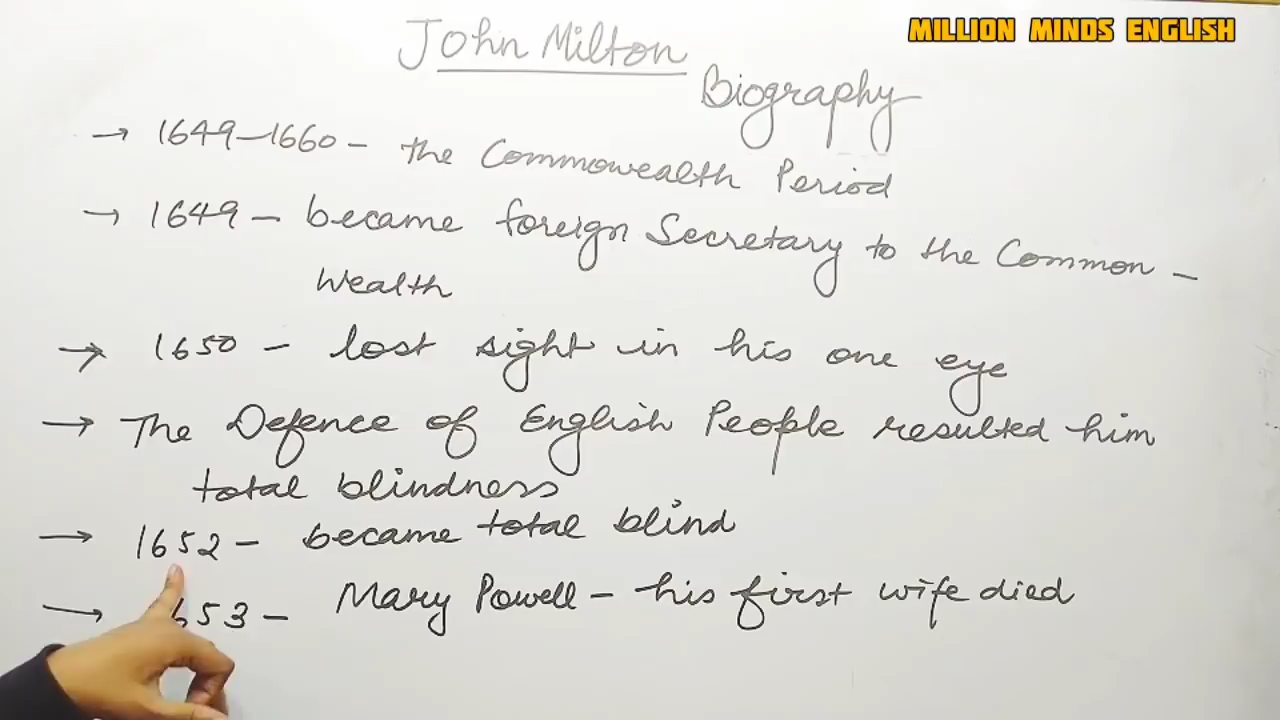 MILLION MINDS ENGLISH
John Milton
Biography
→ 1649-1660 - the Commowealth Period
→ 1649 - became foreign Secretary to the Common -
Wealth
→ 1650 - lost sight in his one eye
→ The Defence of English People resulted him
total blindness
→ 1652 - became total blind
→ 653 - Mary Powell - his first wife died